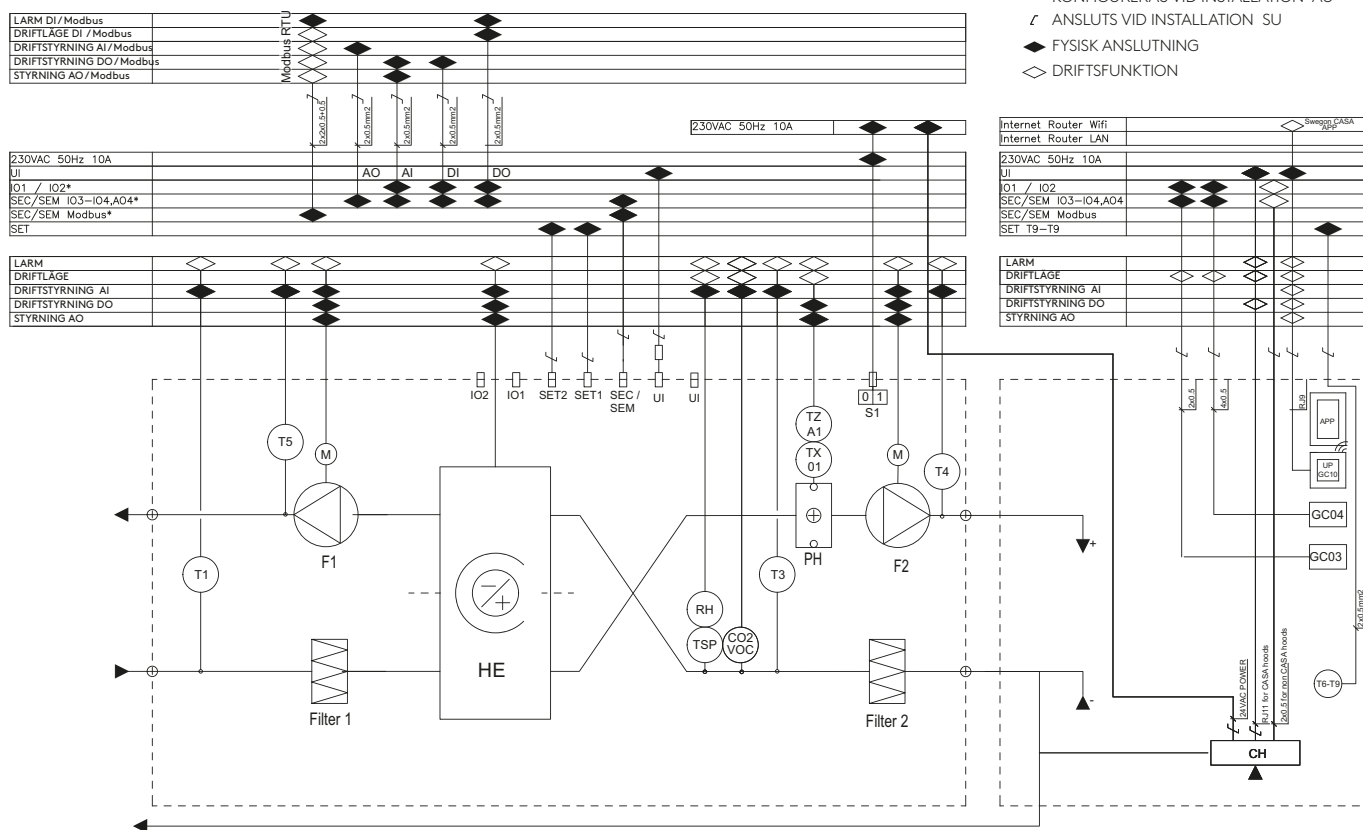 KONFIGURERAS VID INSTALLATION AU
ANSLUTS VID INSTALLATION SU
FYSISK ANSLUTNING
DRIFTSFUNKTION
LARM DI/Modbus
DRIFTLÄGE DI /Modbus
DRIFTSTYRNING AI/Modbus
DRIFTSTYRNING DO/Modbus
STYRNING AO/Modbus
Modbus RTU
2x2x0.5+0.5
2x0.5mm2
2x0.5mm2
2x0.5mm2
2x0.5mm2
230VAC 50Hz 10A
Internet Router Wifi
Internet Router LAN
Swegon CASA
APP
230VAC 50Hz 10A
UI
IO1 / IO2*
SEC/SEM IO3-IO4,AO4*
SEC/SEM Modbus*
SET
AO
AI
DI
DO
230VAC 50Hz 10A
UI
IO1 / IO2
SEC/SEM IO3-IO4,AO4
SEC/SEM Modbus
SET T9-T9
LARM
DRIFTLÄGE
DRIFTSTYRNING AI
DRIFTSTYRNING DO
STYRNING AO
LARM
DRIFTLÄGE
DRIFTSTYRNING AI
DRIFTSTYRNING DO
STYRNING AO
IO2
IO1
SET2
SET1
SEC /
SEM
UI
UI
0 1
S1
2x0.5
4x0.5
RJ9
APP
UP
GC10
GC04
GC03
12x0.5mm2
T6-T9
T5
M
TZ
A1
TX
01
M
T4
F1
PH
F2
T1
T3
RH
TSP
CO2
VOC
HE
Filter 1
Filter 2
+
-
24VAC POWER
RJ11 for CASA hoods
2x0.5 for non CASA hoods
CH